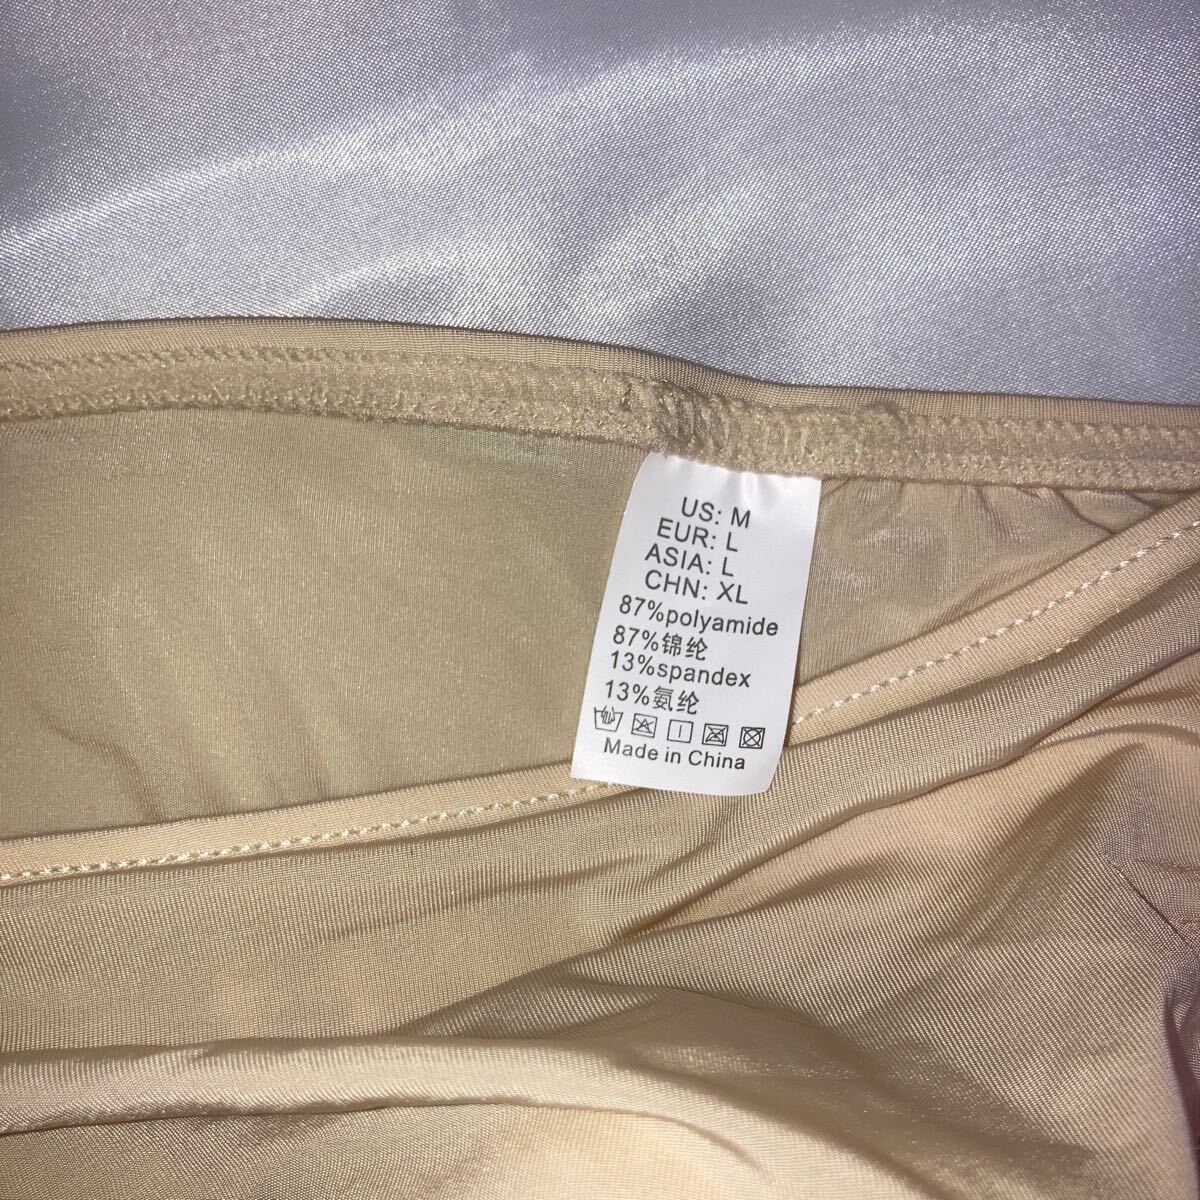 US: M
EUR: L
ASIA: L
CHN: XL
87%polyamide
87%锦纶
13%spandex
13%氨纶
Made in China